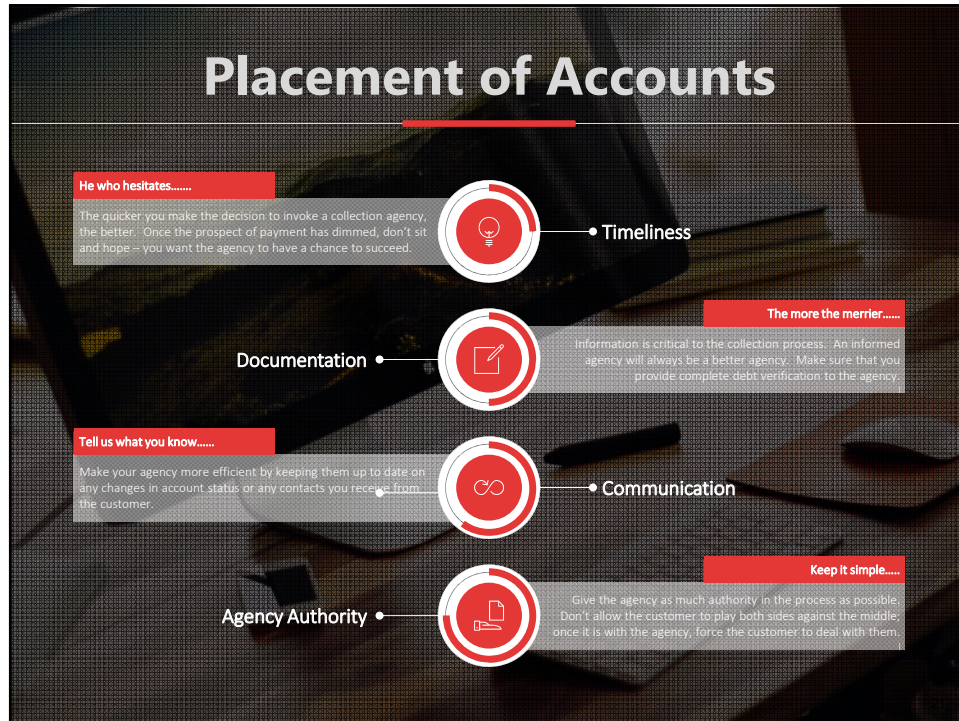 Placement of Accounts
He who hesitates.......
The quicker you make the decision to invoke a collection agency,
the better. Once the prospect of payment has dimmed, don’t sit
and hope – you want the agency to have a chance to succeed.
Timeliness
The more the merrier......
Information is critical to the collection process. An informed
agency will always be a better agency. Make sure that you
provide complete debt verification to the agency.
Documentation
Tell us what you know......
Make your agency more efficient by keeping them up to date on
any changes in account status or any contacts you receive from
the customer.
Communication
Keep it simple.....
Give the agency as much authority in the process as possible.
Don’t allow the customer to play both sides against the middle;
once it is with the agency, force the customer to deal with them.
Agency Authority